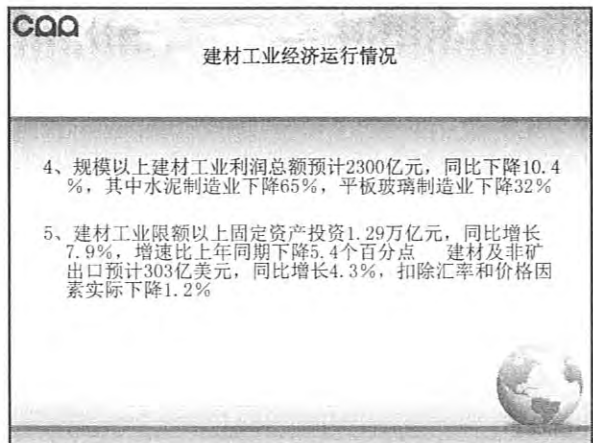 CAA
建材工业经济运行情况
4、规模以上建材工业利润总额预计2300亿元，同比下降10.4
%，其中水泥制造业下降65%，平板玻璃制造业下降32%
5、建材工业限额以上固定资产投资1.29万亿元，同比增长
7.9%，增速比上年同期下降5.4个百分点 建材及非矿
出口预计303亿美元，同比增长4.3%，扣除汇率和价格因
素实际下降1.2%